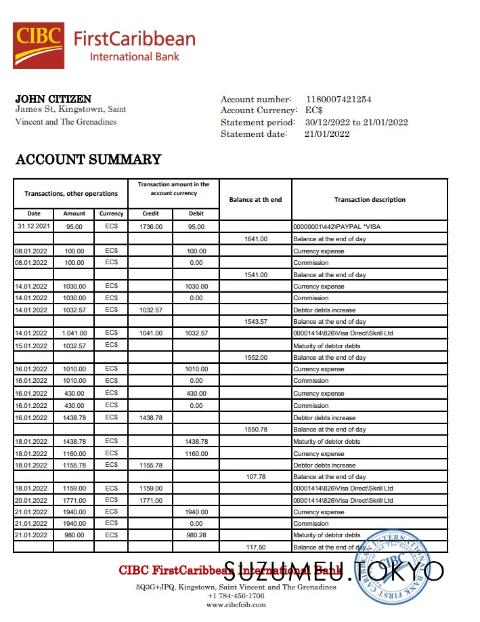 CIBC FirstCaribbean
International Bank
JOHN CITIZEN
James St, Kingstown, Saint
Vincent and The Grenadines
Account number: 1180007421254
Account Currency: EC$
Statement period: 30/12/2022 to 21/01/2022
Statement date: 21/01/2022
ACCOUNT SUMMARY
Transactions, other operations Transaction amount in the account currency Balance at th end Transaction description
Date Amount Currency Credit Debit
31.12.2021 95.00 EC$ 1736.00 95.00 00000001\442\PAYPAL *VISA
1641.00 Balance at the end of day
08.01.2022 100.00 EC$ 100.00 Currency expense
08.01.2022 100.00 EC$ 0.00 Commission
1541.00 Balance at the end of day
14.01.2022 1030.00 EC$ 1030.00 Currency expense
14.01.2022 1030.00 EC$ 0.00 Commission
14.01.2022 1032.57 EC$ 1032.57 Debtor debts increase
1543.57 Balance at the end of day
14.01.2022 1 041.00 EC$ 1041.00 1032.57 00001414\826\Visa Direct\Skrill Ltd
15.01.2022 1032.57 EC$ Maturity of debtor debts
1552.00 Balance at the end of day
16.01.2022 1010.00 EC$ 1010.00 Currency expense
16.01.2022 1010.00 EC$ 0.00 Commission
16.01.2022 430.00 EC$ 430.00 Currency expense
16.01.2022 430.00 EC$ 0.00 Commission
16.01.2022 1438.78 EC$ 1438.78 Debtor debts increase
1550.78 Balance at the end of day
18.01.2022 1438.78 EC$ 1438.78 Maturity of debtor debts
18.01.2022 1160.00 EC$ 1160.00 Currency expense
18.01.2022 1155.78 EC$ 1155.78 Debtor debts increase
107.78 Balance at the end of day
18.01.2022 1159.00 EC$ 1159.00 00001414\826\Visa Direct\Skrill Ltd
20.01.2022 1771.00 EC$ 1771.00 00001414\826\Visa Direct\Skrill Ltd
21.01.2022 1940.00 EC$ 1940.00 Currency expense
21.01.2022 1940.00 EC$ 0.00 Commission
21.01.2022 980.00 EC$ 980.28 Maturity of debtor debts
117.50 Balance at the end of day
CIBC FirstCaribbean International Bank
SUZUMEU.TOKYO
5Q3G+JPQ, Kingstown, Saint Vincent and The Grenadines
+1 784-456-1706
www.cibcfcib.com
CIBC